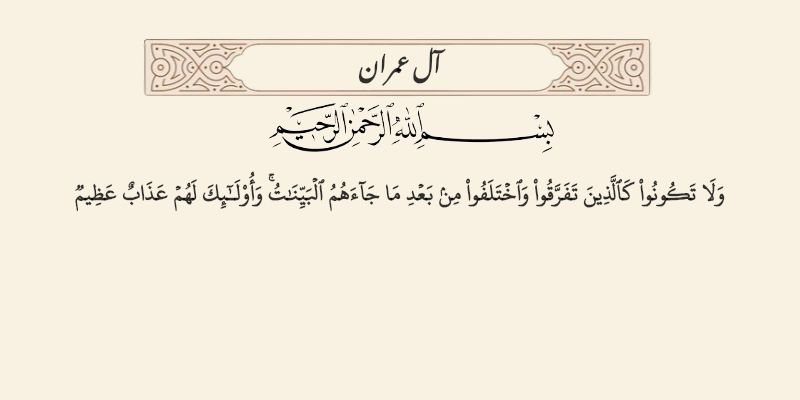 آل عمران
بِسْمِ ٱللَّهِ ٱلرَّحْمَٰنِ ٱلرَّحِيمِ
وَلَا تَكُونُوا۟ كَٱلَّذِينَ تَفَرَّقُوا۟ وَٱخْتَلَفُوا۟ مِنۢ بَعْدِ مَا جَآءَهُمُ ٱلْبَيِّنَٰتُ ۚ وَأُو۟لَٰٓئِكَ لَهُمْ عَذَابٌ عَظِيمٌ